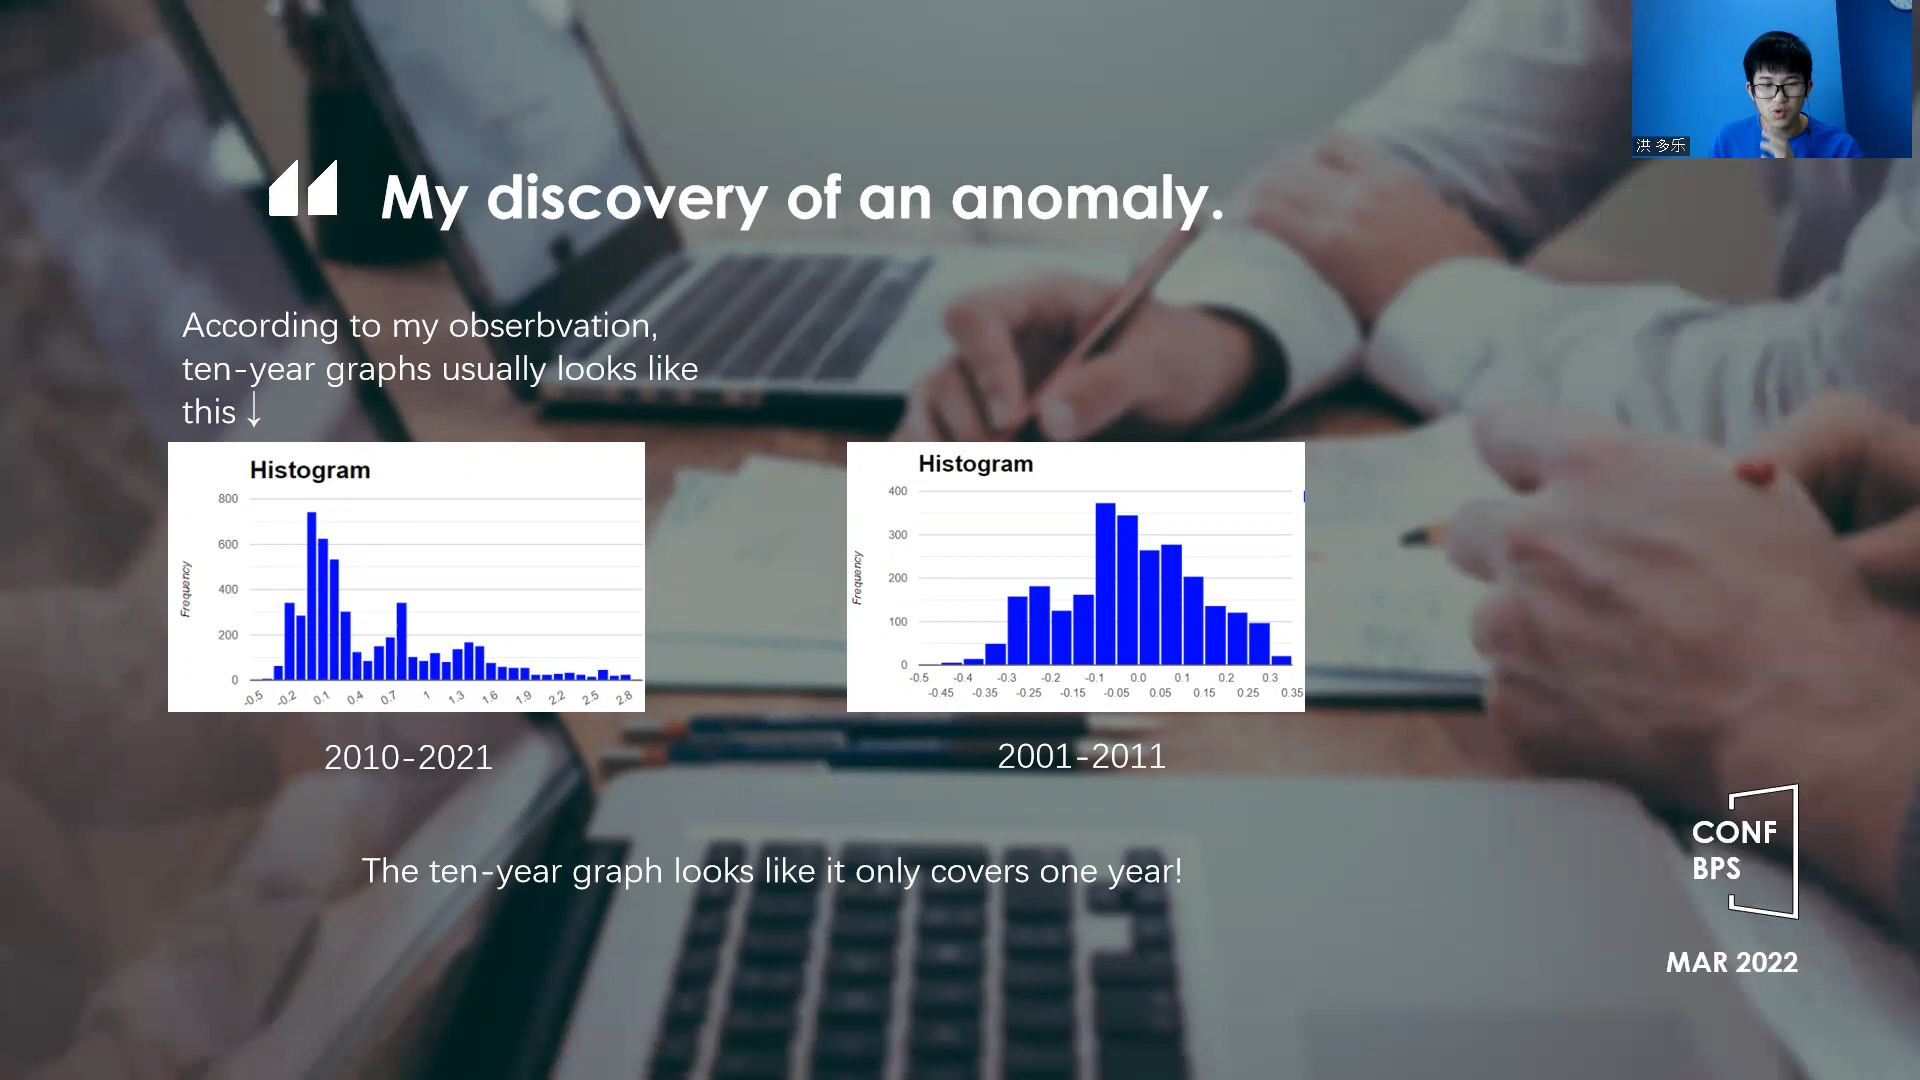 洪 多乐
My discovery of an anomaly.
According to my obserbvation,
ten-year graphs usually looks like
this ↓
Histogram
800
600
400
200
0
Frequency
-0.5 -0.2 0.1 0.4 0.7 1 1.3 1.6 1.9 2.2 2.5 2.8
2010-2021
Histogram
400
300
200
100
0
Frequency
-0.5 -0.4 -0.3 -0.2 -0.1 0.0 0.1 0.2 0.3
-0.45 -0.35 -0.25 -0.15 -0.05 0.05 0.15 0.25 0.35
2001-2011
The ten-year graph looks like it only covers one year!
CONF
BPS
MAR 2022